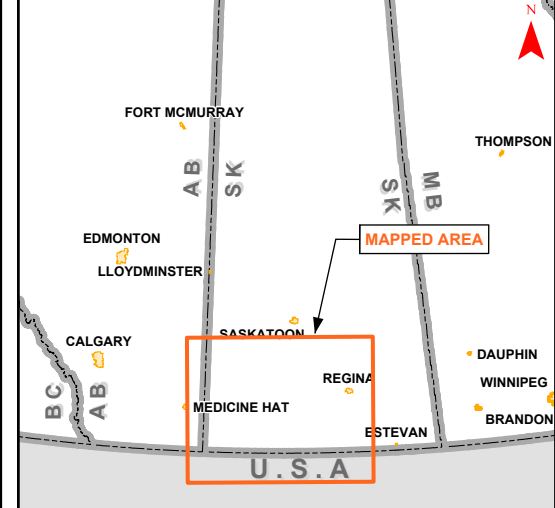 N
FORT MCMURRAY
THOMPSON
AB
SK
SK
MB
EDMONTON
MAPPED AREA
LLOYDMINSTER
SASKATOON
CALGARY
DAUPHIN
REGINA
WINNIPEG
BC
AB
MEDICINE HAT
BRANDON
ESTEVAN
U.S.A